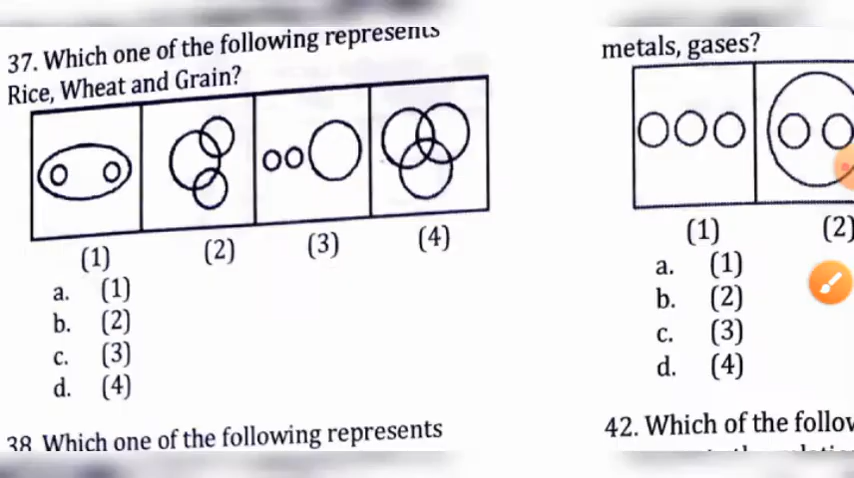 37. Which one of the following represents
Rice, Wheat and Grain?
(1) (2) (3) (4)
a. (1)
b. (2)
c. (3)
d. (4)
38 Which one of the following represents
metals, gases?
(1) (2)
a. (1)
b. (2)
c. (3)
d. (4)
42. Which of the follow